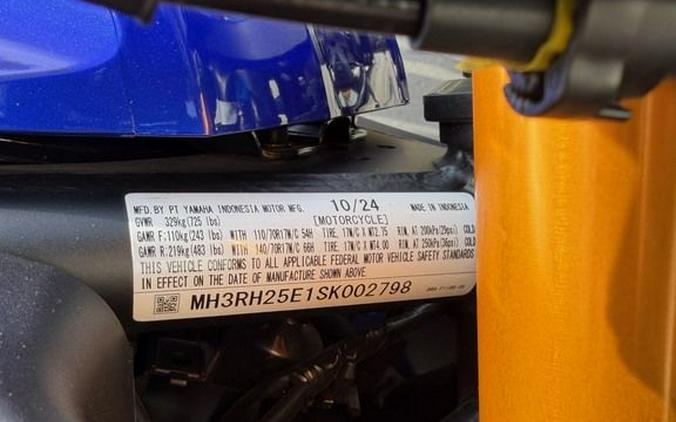 MFD. BY PT YAMAHA INDONESIA MOTOR MFG. 10/24 MADE IN INDONESIA
GVWR 329kg(725 lbs) [MOTORCYCLE]
GAWR F:110kg(243 lbs) WITH 110/70R17M/C 54H TIRE, 17M/C X MT2.75 RIM, AT 200kPa(29psi) COLD
GAWR R:219kg(483 lbs) WITH 140/70R17M/C 66H TIRE, 17M/C X MT4.00 RIM, AT 250kPa(36psi) COLD
THIS VEHICLE CONFORMS TO ALL APPLICABLE FEDERAL MOTOR VEHICLE SAFETY STANDARDS
IN EFFECT ON THE DATE OF MANUFACTURE SHOWN ABOVE
MH3RH25E1SK002798